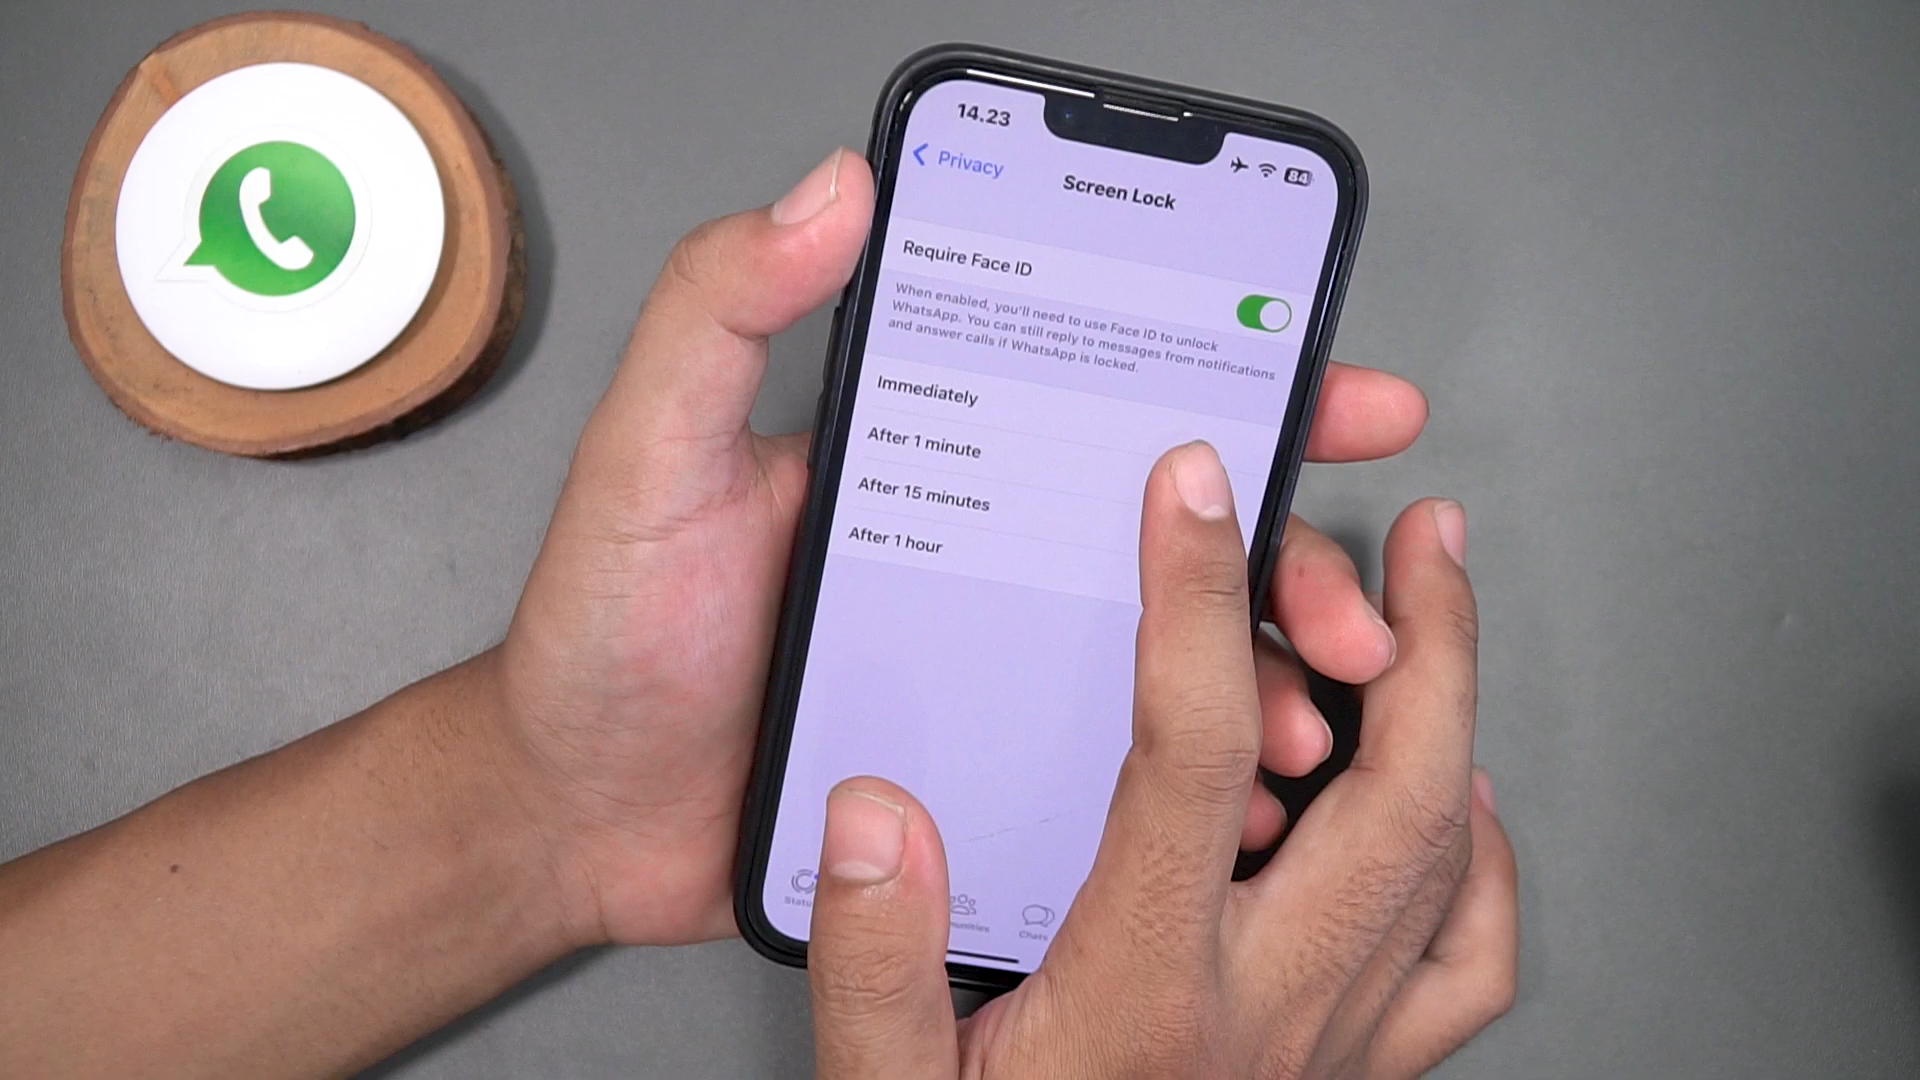 14.23
84
Privacy
Screen Lock
Require Face ID
When enabled, you'll need to use Face ID to unlock
WhatsApp. You can still reply to messages from notifications
and answer calls if WhatsApp is locked.
Immediately
After 1 minute
After 15 minutes
After 1 hour
Chats